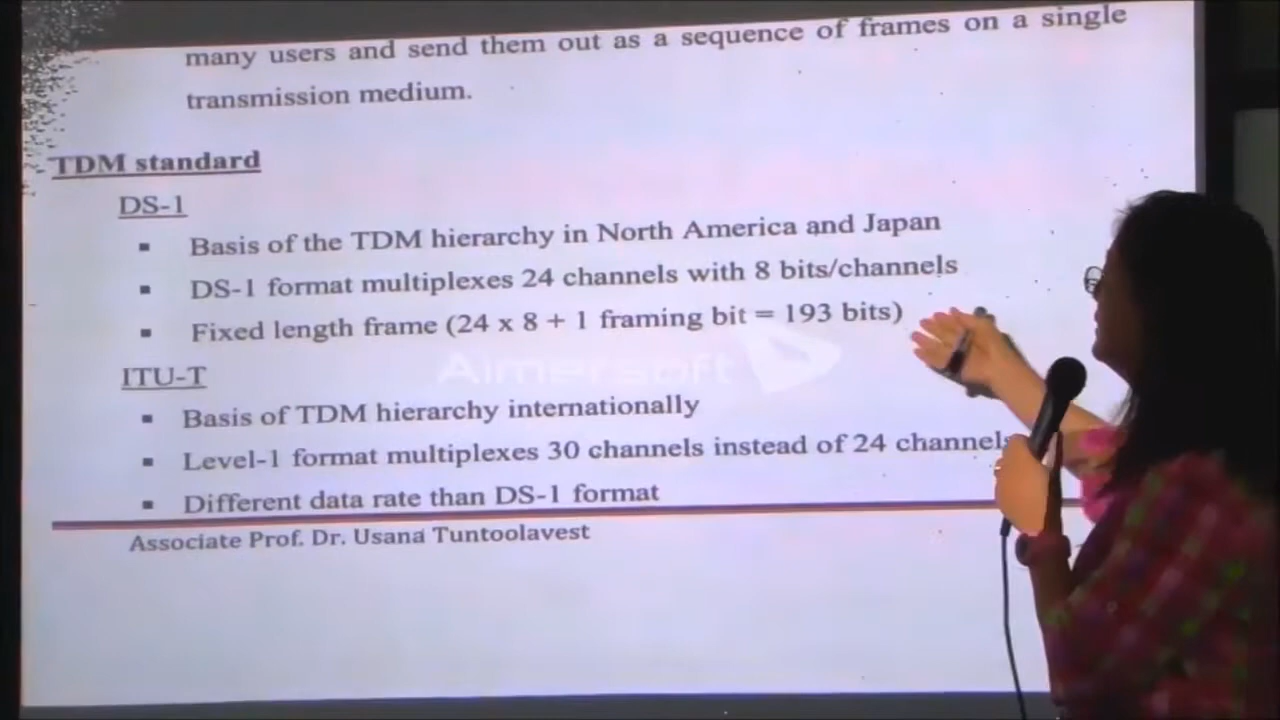 many users and send them out as a sequence of frames on a single
transmission medium.
TDM standard
DS-1
▪ Basis of the TDM hierarchy in North America and Japan
▪ DS-1 format multiplexes 24 channels with 8 bits/channels
▪ Fixed length frame (24 x 8 + 1 framing bit = 193 bits)
Aimersoft
ITU-T
▪ Basis of TDM hierarchy internationally
▪ Level-1 format multiplexes 30 channels instead of 24 channels
▪ Different data rate than DS-1 format
Associate Prof. Dr. Usana Tuntoolavest